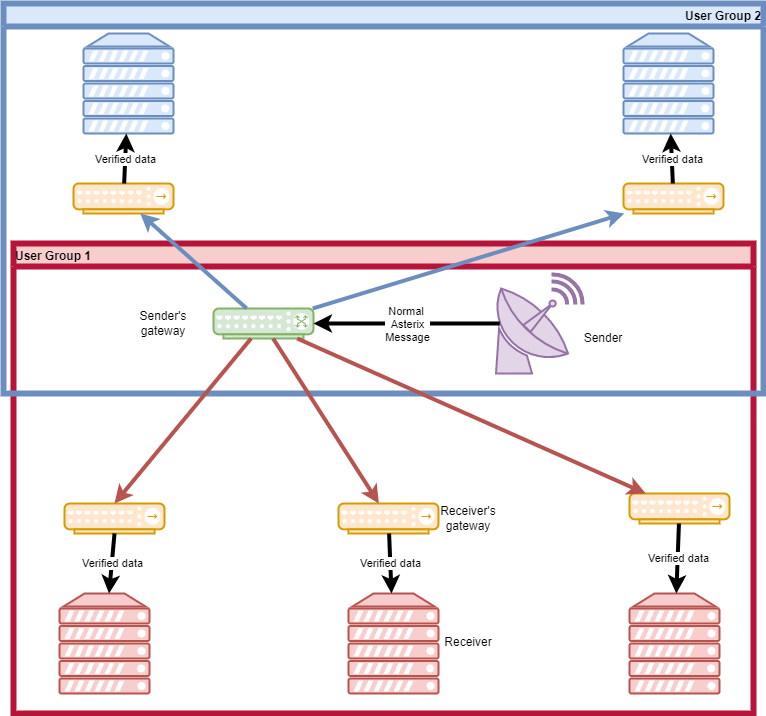 User Group 2
Verified data
Verified data
User Group 1
Sender's
gateway
Normal
Asterix
Message
Sender
Receiver's
gateway
Verified data
Verified data
Verified data
Receiver